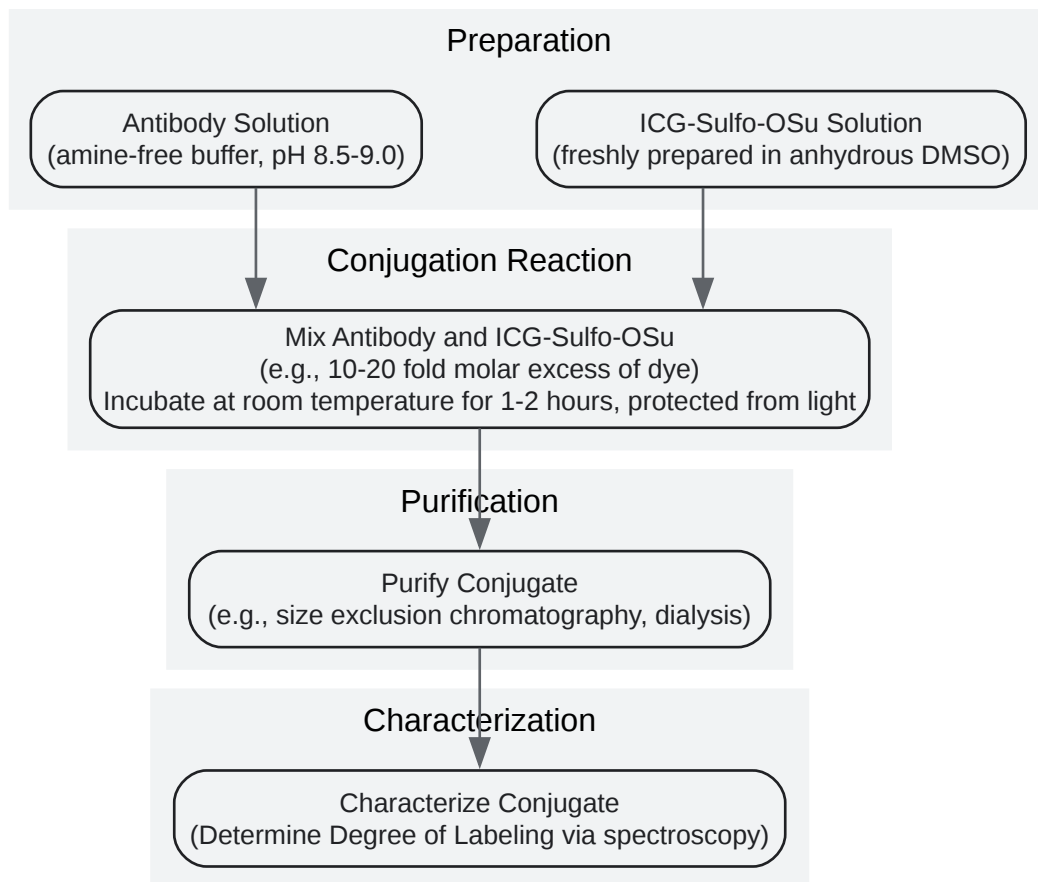 Preparation
Antibody Solution
(amine-free buffer, pH 8.5-9.0)
ICG-Sulfo-OSu Solution
(freshly prepared in anhydrous DMSO)
Conjugation Reaction
Mix Antibody and ICG-Sulfo-OSu
(e.g., 10-20 fold molar excess of dye)
Incubate at room temperature for 1-2 hours, protected from light
Purification
Purify Conjugate
(e.g., size exclusion chromatography, dialysis)
Characterization
Characterize Conjugate
(Determine Degree of Labeling via spectroscopy)